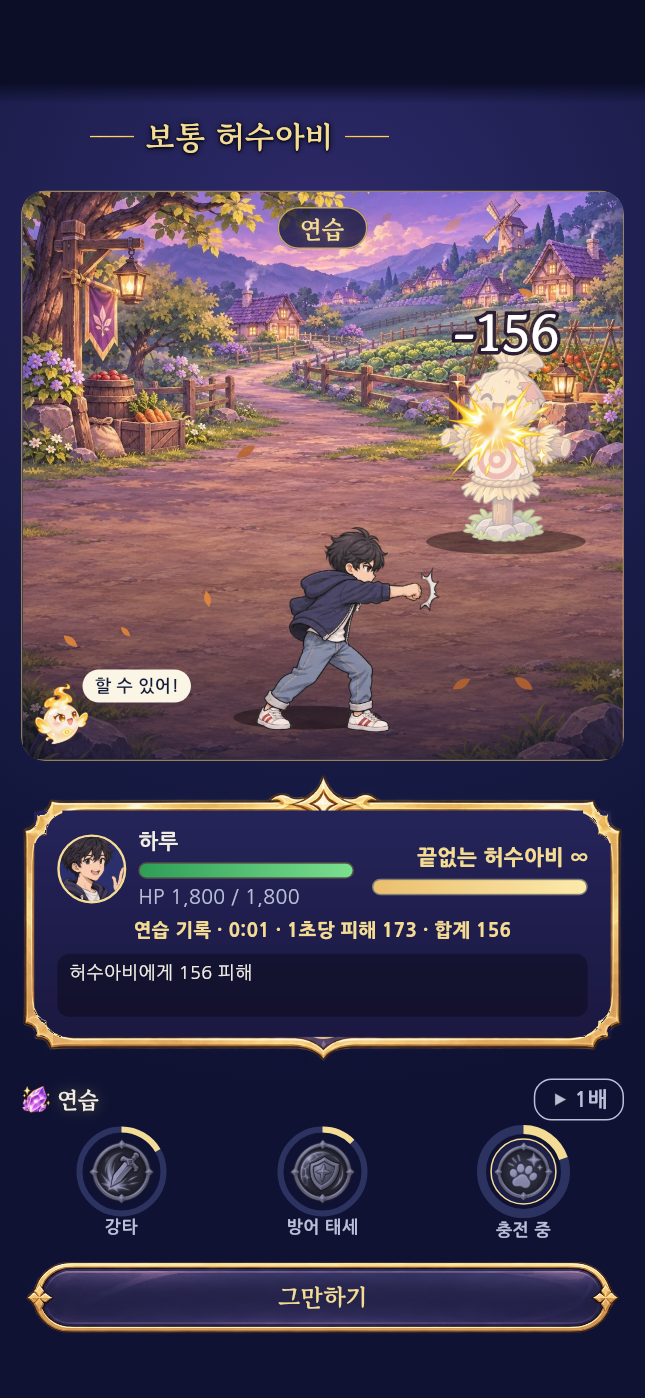 보통 허수아비
연습
-156
할 수 있어!
하루
끝없는 허수아비 ∞
HP 1,800 / 1,800
연습 기록 · 0:01 · 1초당 피해 173 · 합계 156
허수아비에게 156 피해
연습
▶ 1배
강타
방어 태세
충전 중
그만하기